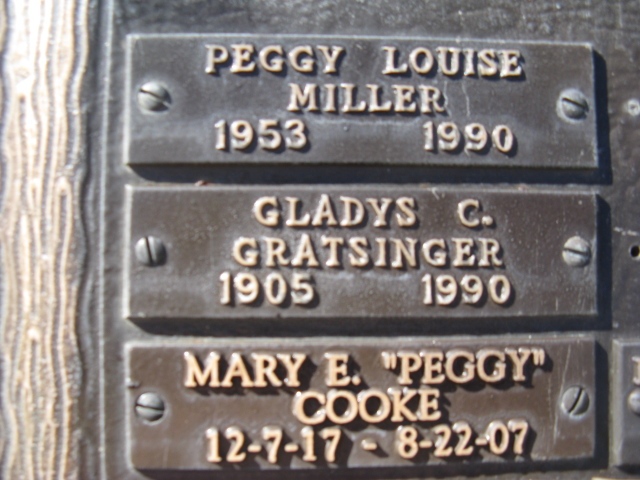 PEGGY LOUISE
MILLER
1953 1990
GLADYS C.
GRATSINGER
1905 1990
MARY E. "PEGGY"
COOKE
12-7-17 - 8-22-07